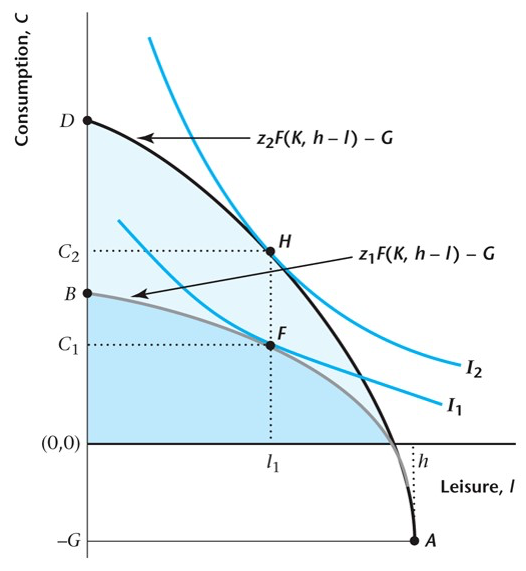 Consumption, C
D
z₂F(K, h – l) – G
H
C₂
z₁F(K, h – l) – G
B
F
C₁
I₂
I₁
(0,0)
l₁
h
Leisure, l
–G
A